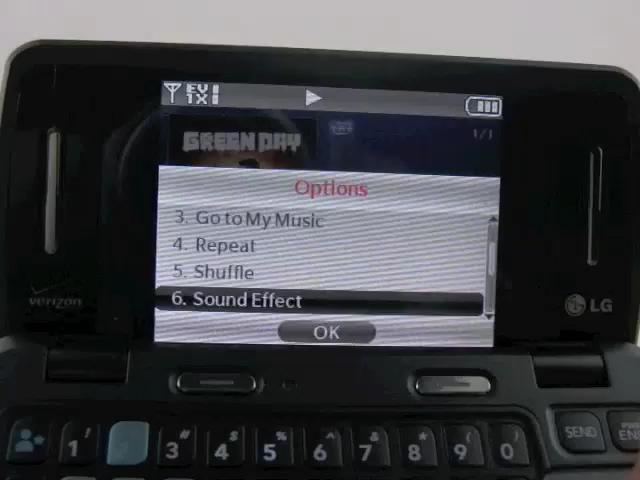 EV
1X
GREEN DAY
1/1
Options
3. Go to My Music
4. Repeat
5. Shuffle
6. Sound Effect
OK
verizon
LG
1 !
3 #
4 $
5 %
6 ^
7 &
8 *
9 (
0 )
SEND
END